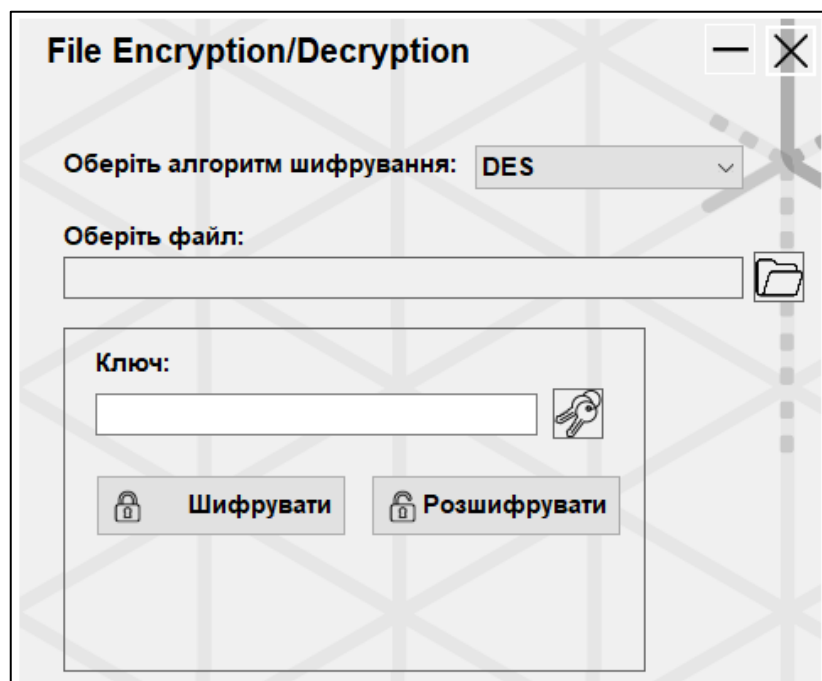 File Encryption/Decryption
Оберіть алгоритм шифрування: DES
Оберіть файл:
Ключ:
Шифрувати Розшифрувати